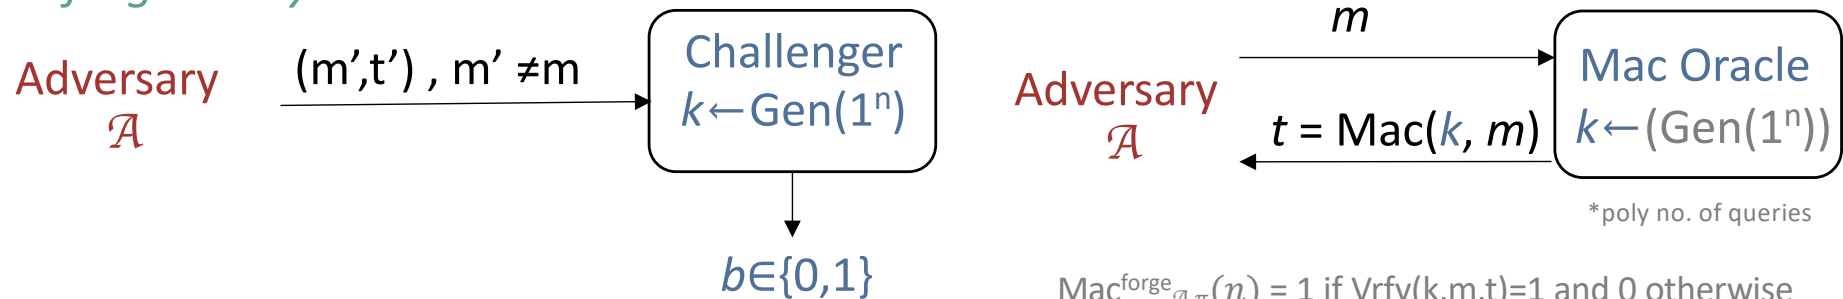 Adversary
𝒜
(m’,t’) , m’ ≠m
Challenger
k←Gen(1ⁿ)
b∈{0,1}
m
Adversary
𝒜
t = Mac(k, m)
Mac Oracle
k←(Gen(1ⁿ))
*poly no. of queries
Mac^forge_𝒜,π(n) = 1 if Vrfy(k,m,t)=1 and 0 otherwise